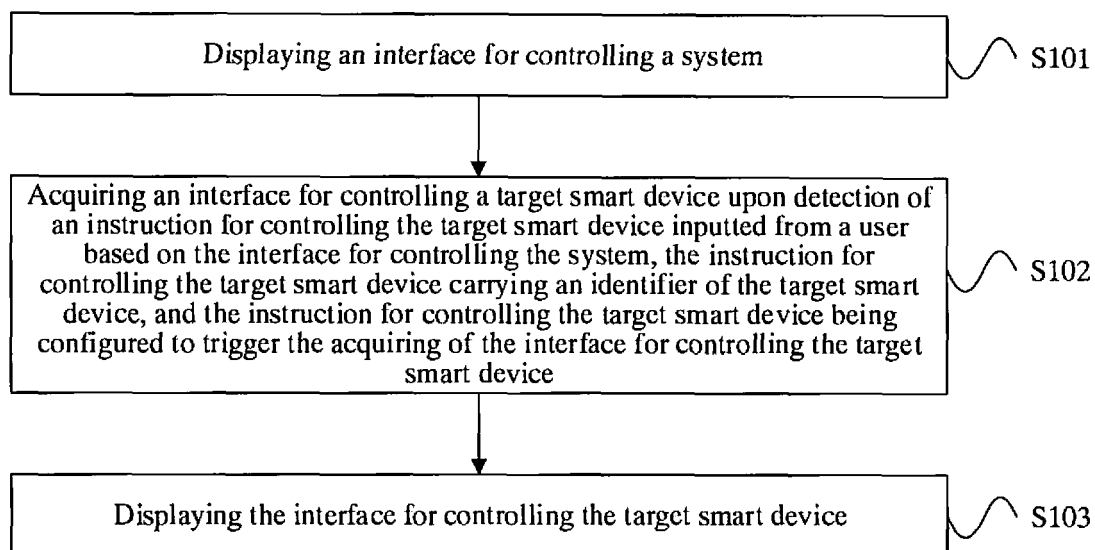 Displaying an interface for controlling a system
S101
Acquiring an interface for controlling a target smart device upon detection of
an instruction for controlling the target smart device inputted from a user
based on the interface for controlling the system, the instruction for
controlling the target smart device carrying an identifier of the target smart
device, and the instruction for controlling the target smart device being
configured to trigger the acquiring of the interface for controlling the target
smart device
S102
Displaying the interface for controlling the target smart device
S103